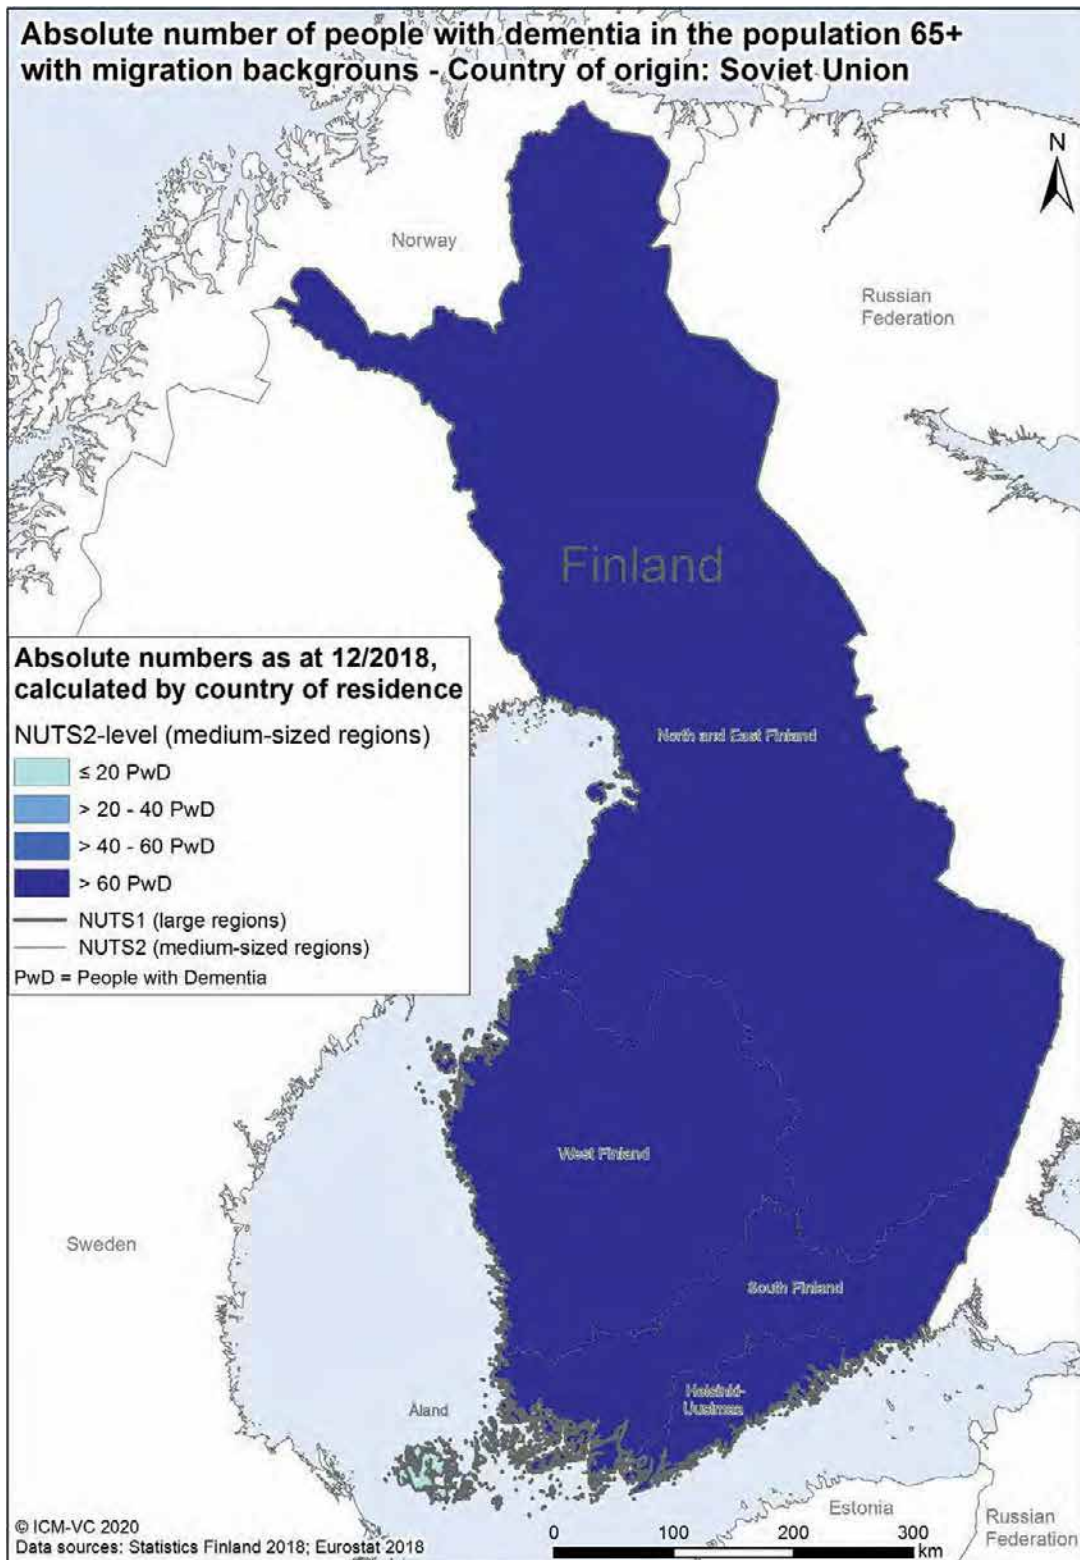 Absolute number of people with dementia in the population 65+
with migration backgrouns - Country of origin: Soviet Union
N
Norway
Russian
Federation
Finland
Absolute numbers as at 12/2018,
calculated by country of residence
NUTS2-level (medium-sized regions)
≤ 20 PwD
> 20 - 40 PwD
> 40 - 60 PwD
> 60 PwD
NUTS1 (large regions)
NUTS2 (medium-sized regions)
PwD = People with Dementia
North and East Finland
West Finland
Sweden
South Finland
Helsinki-
Uusimaa
Åland
Estonia
Russian
Federation
© ICM-VC 2020
Data sources: Statistics Finland 2018; Eurostat 2018
0 100 200 300
km